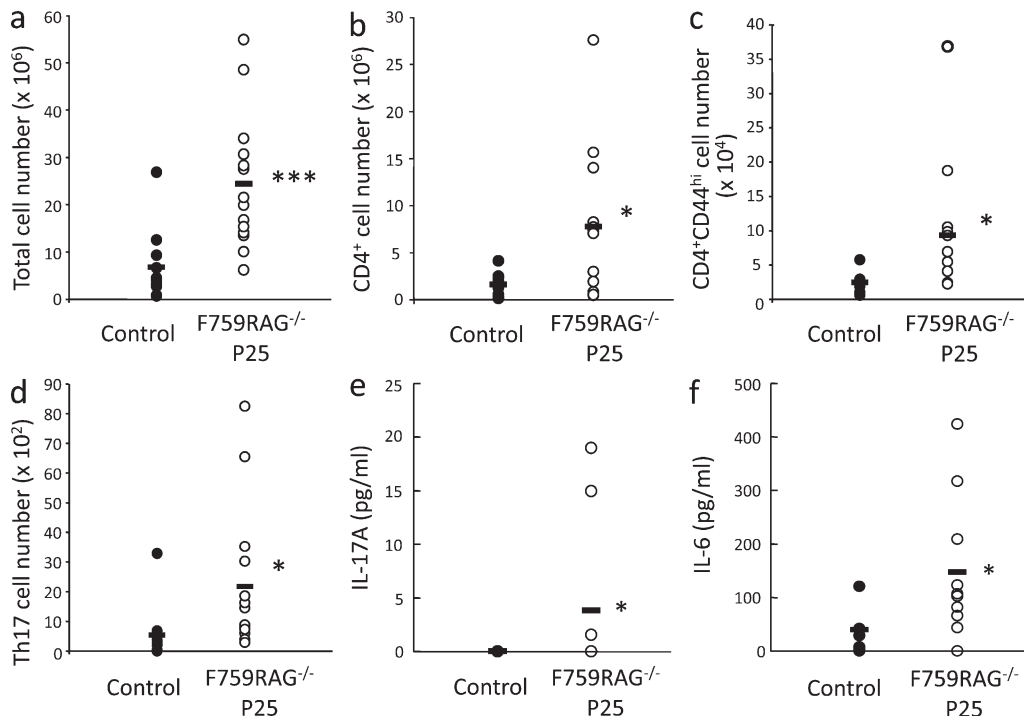 a
Total cell number (x 10⁶)
60
50
40
30
20
10
0
***
Control
F759RAG⁻/⁻
P25
b
CD4⁺ cell number (x 10⁶)
30
25
20
15
10
5
0
*
Control
F759RAG⁻/⁻
P25
c
CD4⁺CD44ʰⁱ cell number
(x 10⁴)
40
35
30
25
20
15
10
5
0
*
Control
F759RAG⁻/⁻
P25
d
Th17 cell number (x 10²)
90
80
70
60
50
40
30
20
10
0
*
Control
F759RAG⁻/⁻
P25
e
IL-17A (pg/ml)
25
20
15
10
5
0
*
Control
F759RAG⁻/⁻
P25
f
IL-6 (pg/ml)
500
400
300
200
100
0
*
Control
F759RAG⁻/⁻
P25